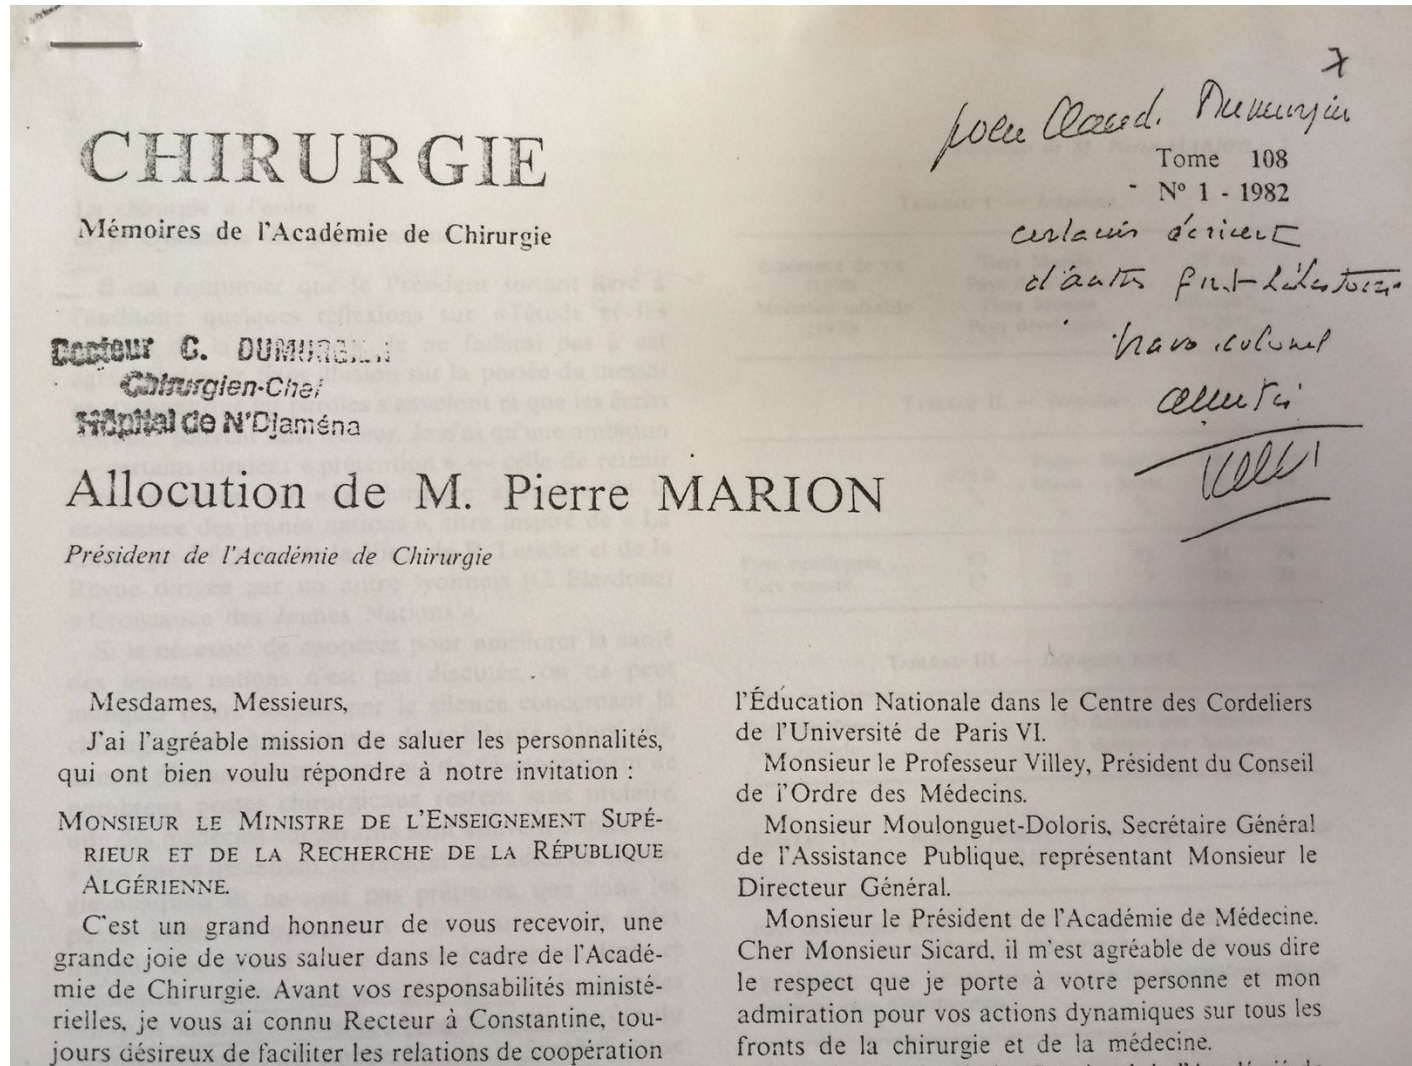 CHIRURGIE
Mémoires de l'Académie de Chirurgie
pour Claude Dumurgier
Tome 108
Nº 1 - 1982
certains écrivent
d'autres font l'histoire
bravo colonel
Docteur C. DUMURG
Chirurgien-Chef
Hôpital de N'Djaména
Allocution de M. Pierre MARION
Président de l'Académie de Chirurgie
Mesdames, Messieurs,
J'ai l'agréable mission de saluer les personnalités,
qui ont bien voulu répondre à notre invitation :
MONSIEUR LE MINISTRE DE L'ENSEIGNEMENT SUPÉ-
RIEUR ET DE LA RECHERCHE DE LA RÉPUBLIQUE
ALGÉRIENNE.
C'est un grand honneur de vous recevoir, une
grande joie de vous saluer dans le cadre de l'Acadé-
mie de Chirurgie. Avant vos responsabilités ministé-
rielles, je vous ai connu Recteur à Constantine, tou-
jours désireux de faciliter les relations de coopération
l'Éducation Nationale dans le Centre des Cordeliers
de l'Université de Paris VI.
Monsieur le Professeur Villey, Président du Conseil
de l'Ordre des Médecins.
Monsieur Moulonguet-Doloris, Secrétaire Général
de l'Assistance Publique, représentant Monsieur le
Directeur Général.
Monsieur le Président de l'Académie de Médecine.
Cher Monsieur Sicard, il m'est agréable de vous dire
le respect que je porte à votre personne et mon
admiration pour vos actions dynamiques sur tous les
fronts de la chirurgie et de la médecine.